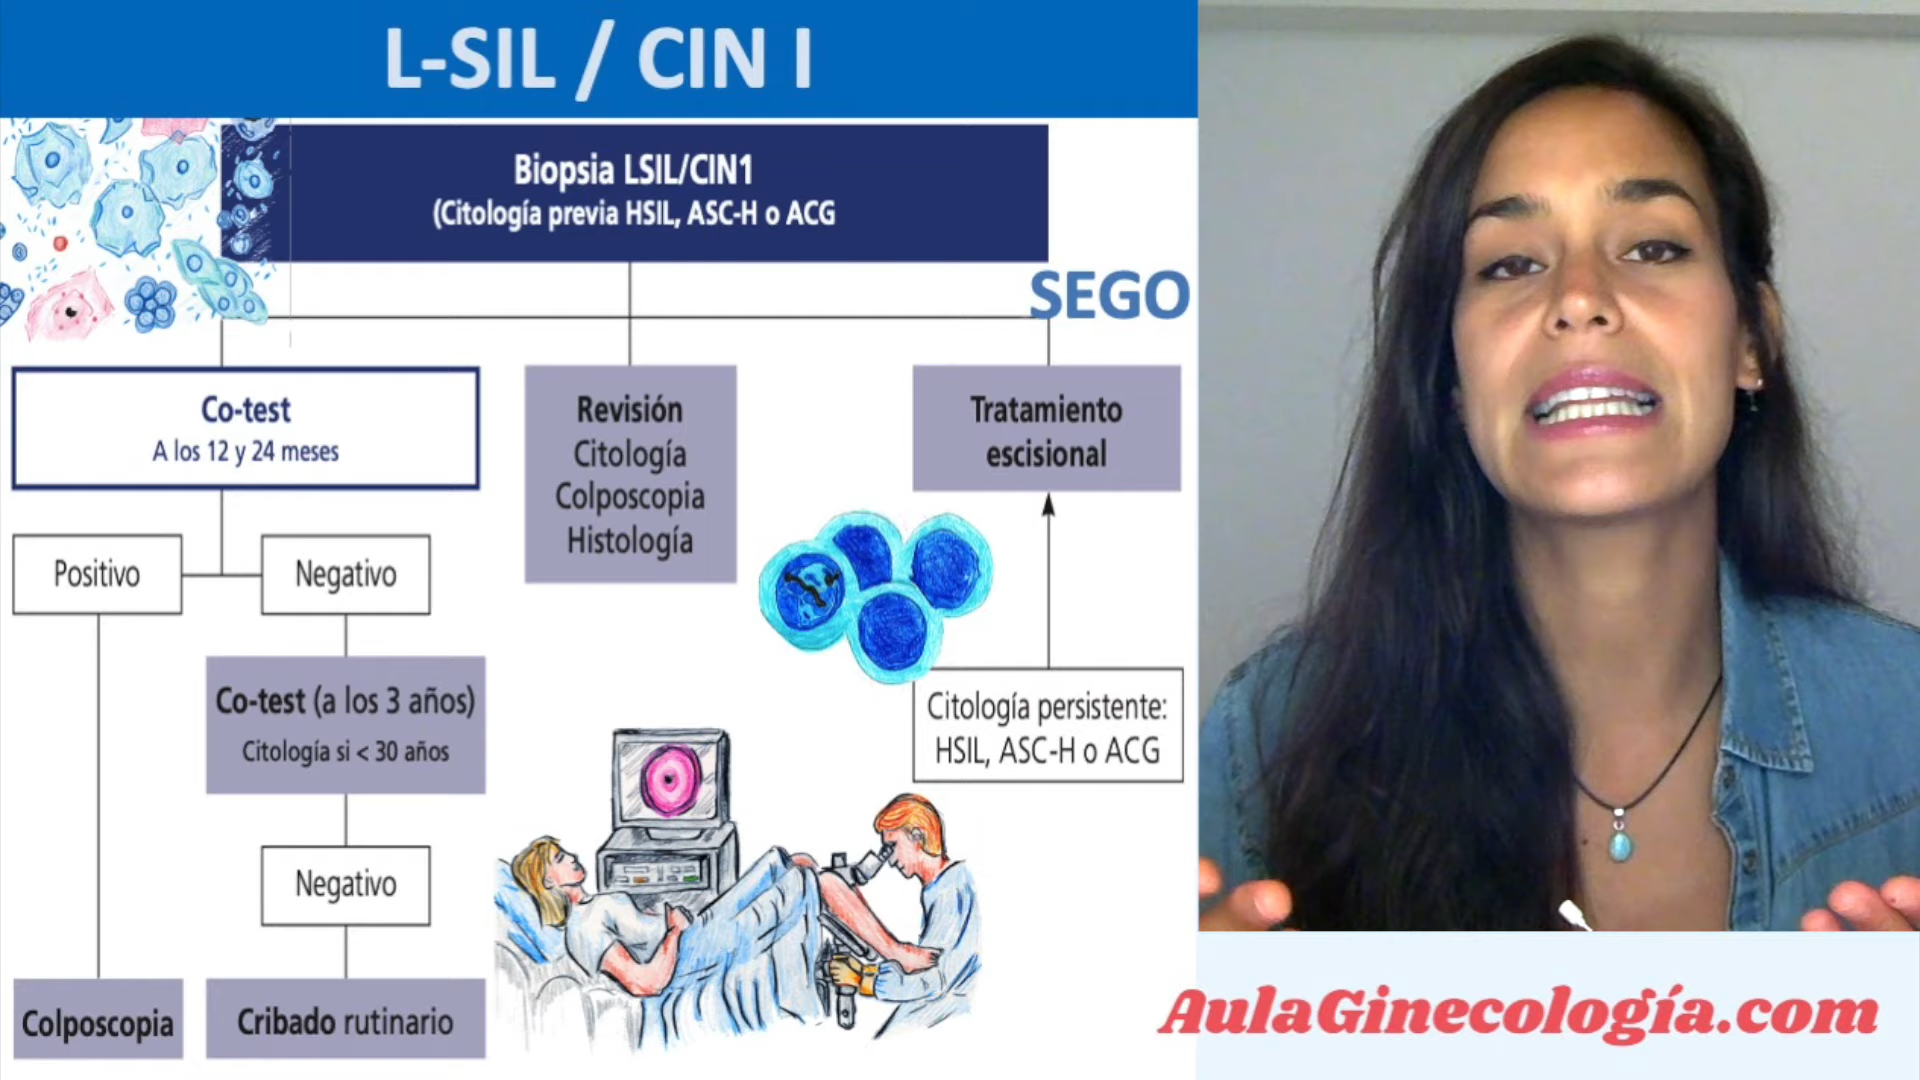 L-SIL / CIN I
Biopsia LSIL/CIN1
(Citología previa HSIL, ASC-H o ACG
SEGO
Co-test
A los 12 y 24 meses
Revisión
Citología
Colposcopia
Histología
Tratamiento
escisional
Positivo
Negativo
Co-test (a los 3 años)
Citología si < 30 años
Citología persistente:
HSIL, ASC-H o ACG
Negativo
Colposcopia
Cribado rutinario
AulaGinecología.com